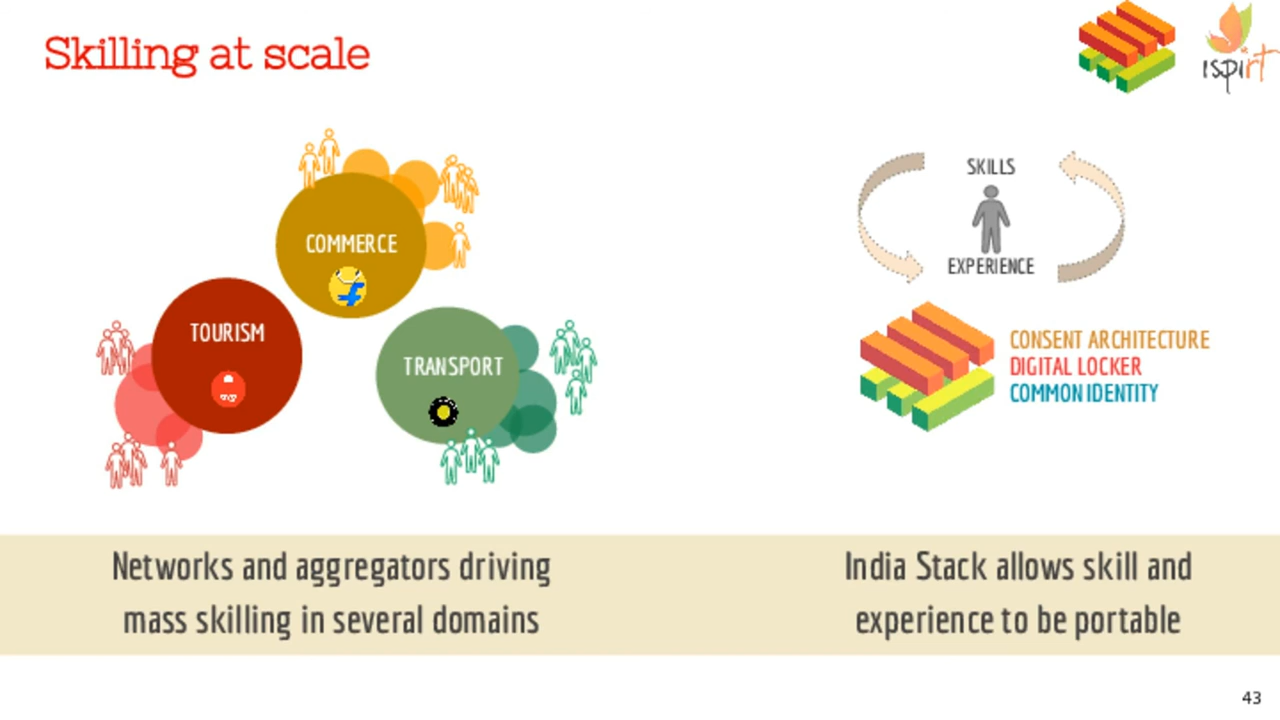 Skilling at scale
ıspırt
COMMERCE
TOURISM
TRANSPORT
SKILLS
EXPERIENCE
CONSENT ARCHITECTURE
DIGITAL LOCKER
COMMON IDENTITY
Networks and aggregators driving
mass skilling in several domains
India Stack allows skill and
experience to be portable
43